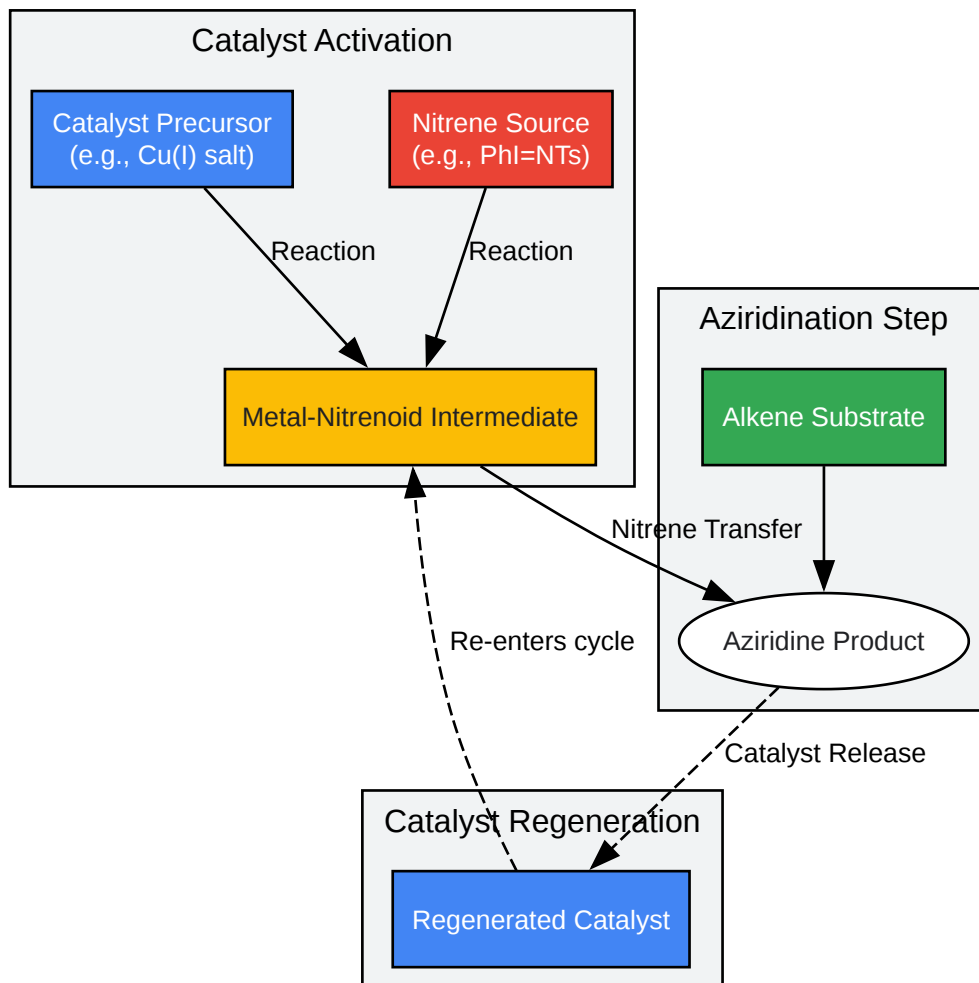 Catalyst Activation
Catalyst Precursor
(e.g., Cu(I) salt)
Nitrene Source
(e.g., PhI=NTs)
Reaction
Reaction
Metal-Nitrenoid Intermediate
Aziridination Step
Alkene Substrate
Nitrene Transfer
Aziridine Product
Re-enters cycle
Catalyst Release
Catalyst Regeneration
Regenerated Catalyst